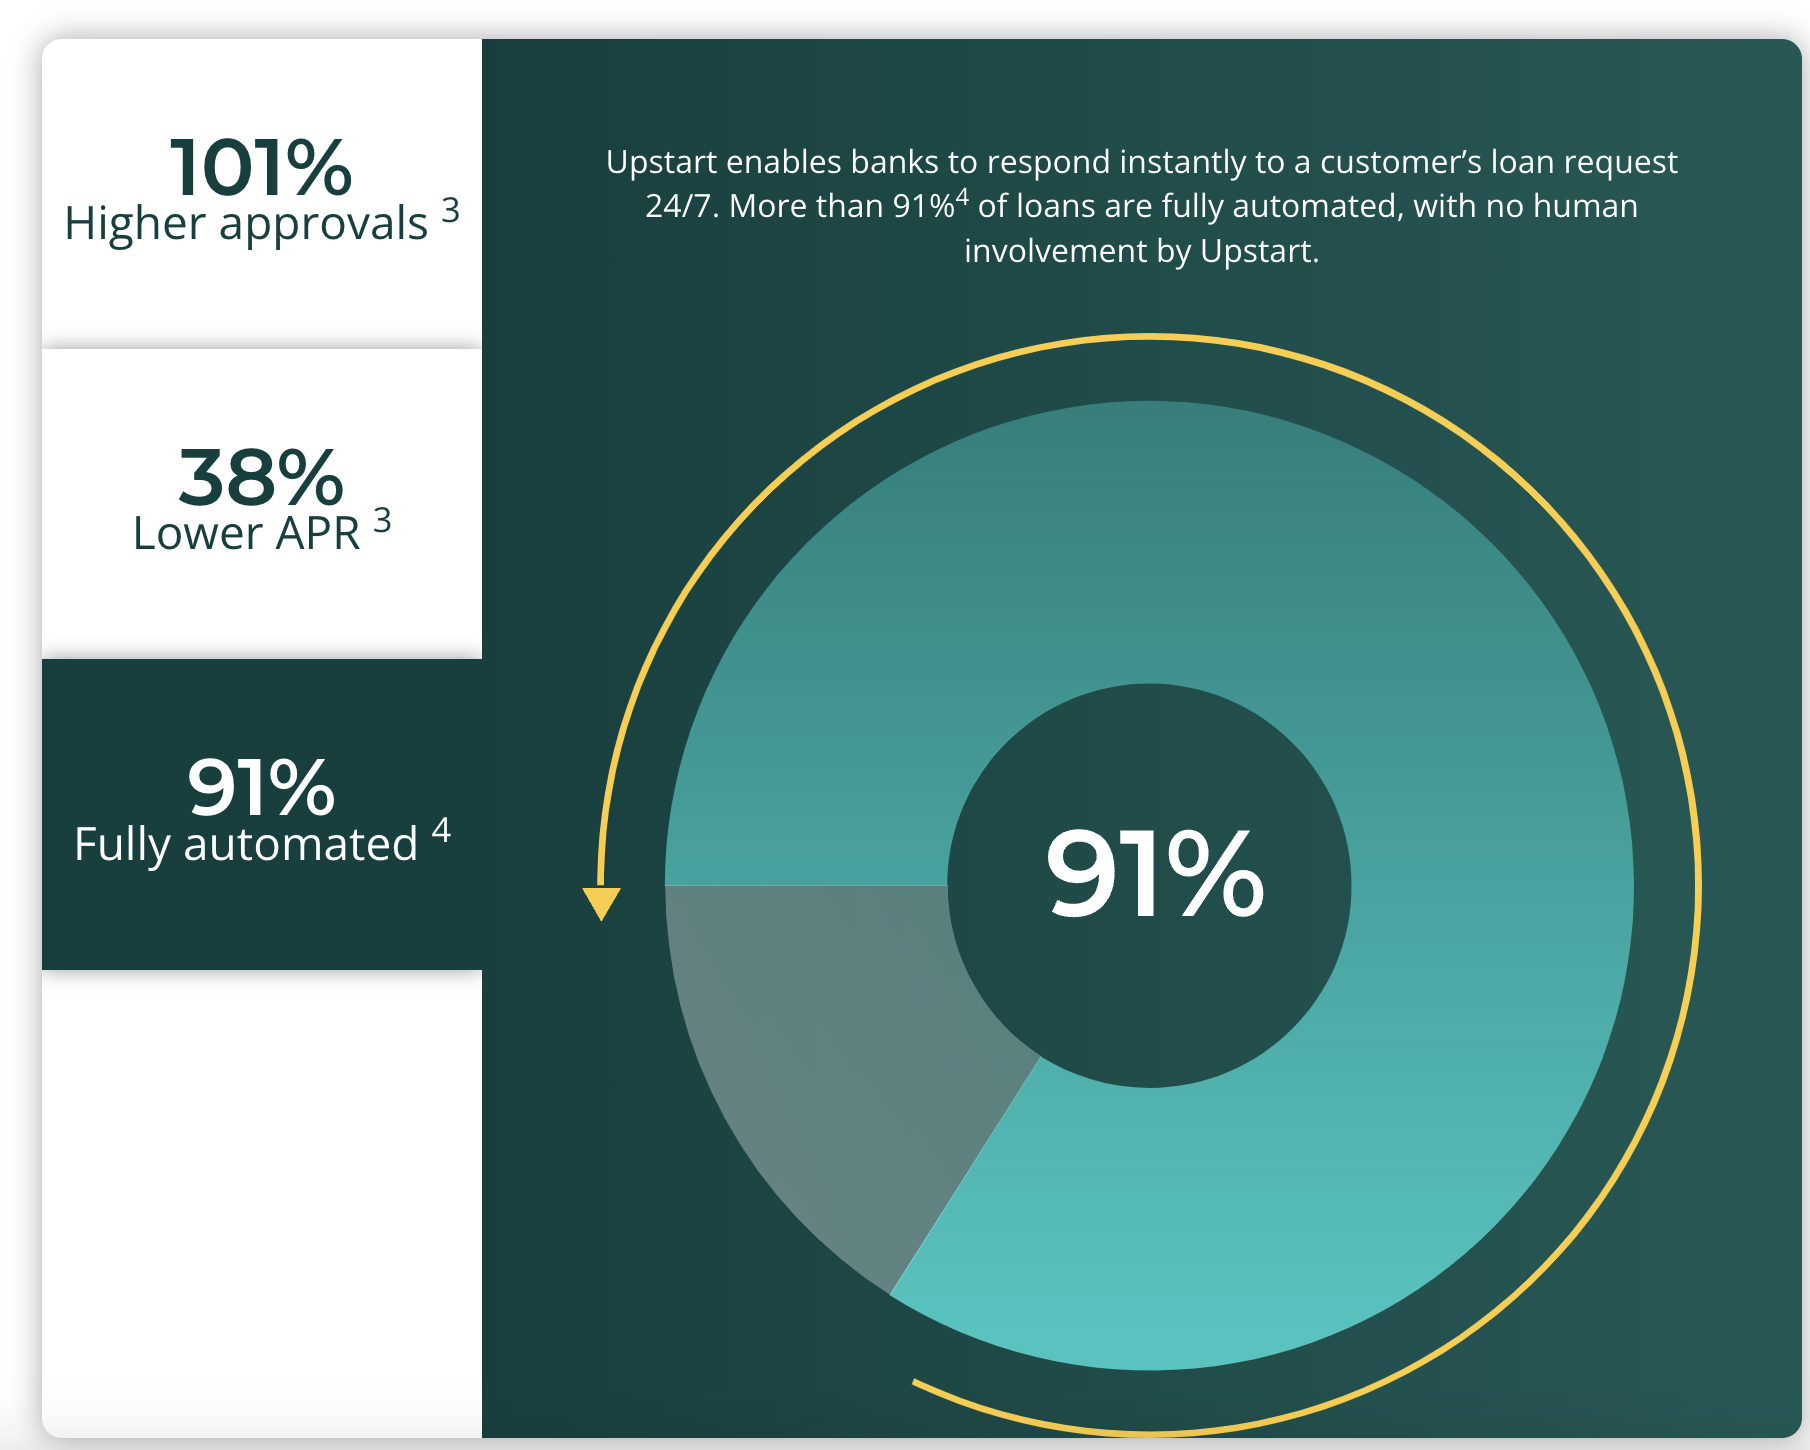 101%
Higher approvals 3
38%
Lower APR 3
91%
Fully automated 4
Upstart enables banks to respond instantly to a customer’s loan request
24/7. More than 91%4 of loans are fully automated, with no human
involvement by Upstart.
91%